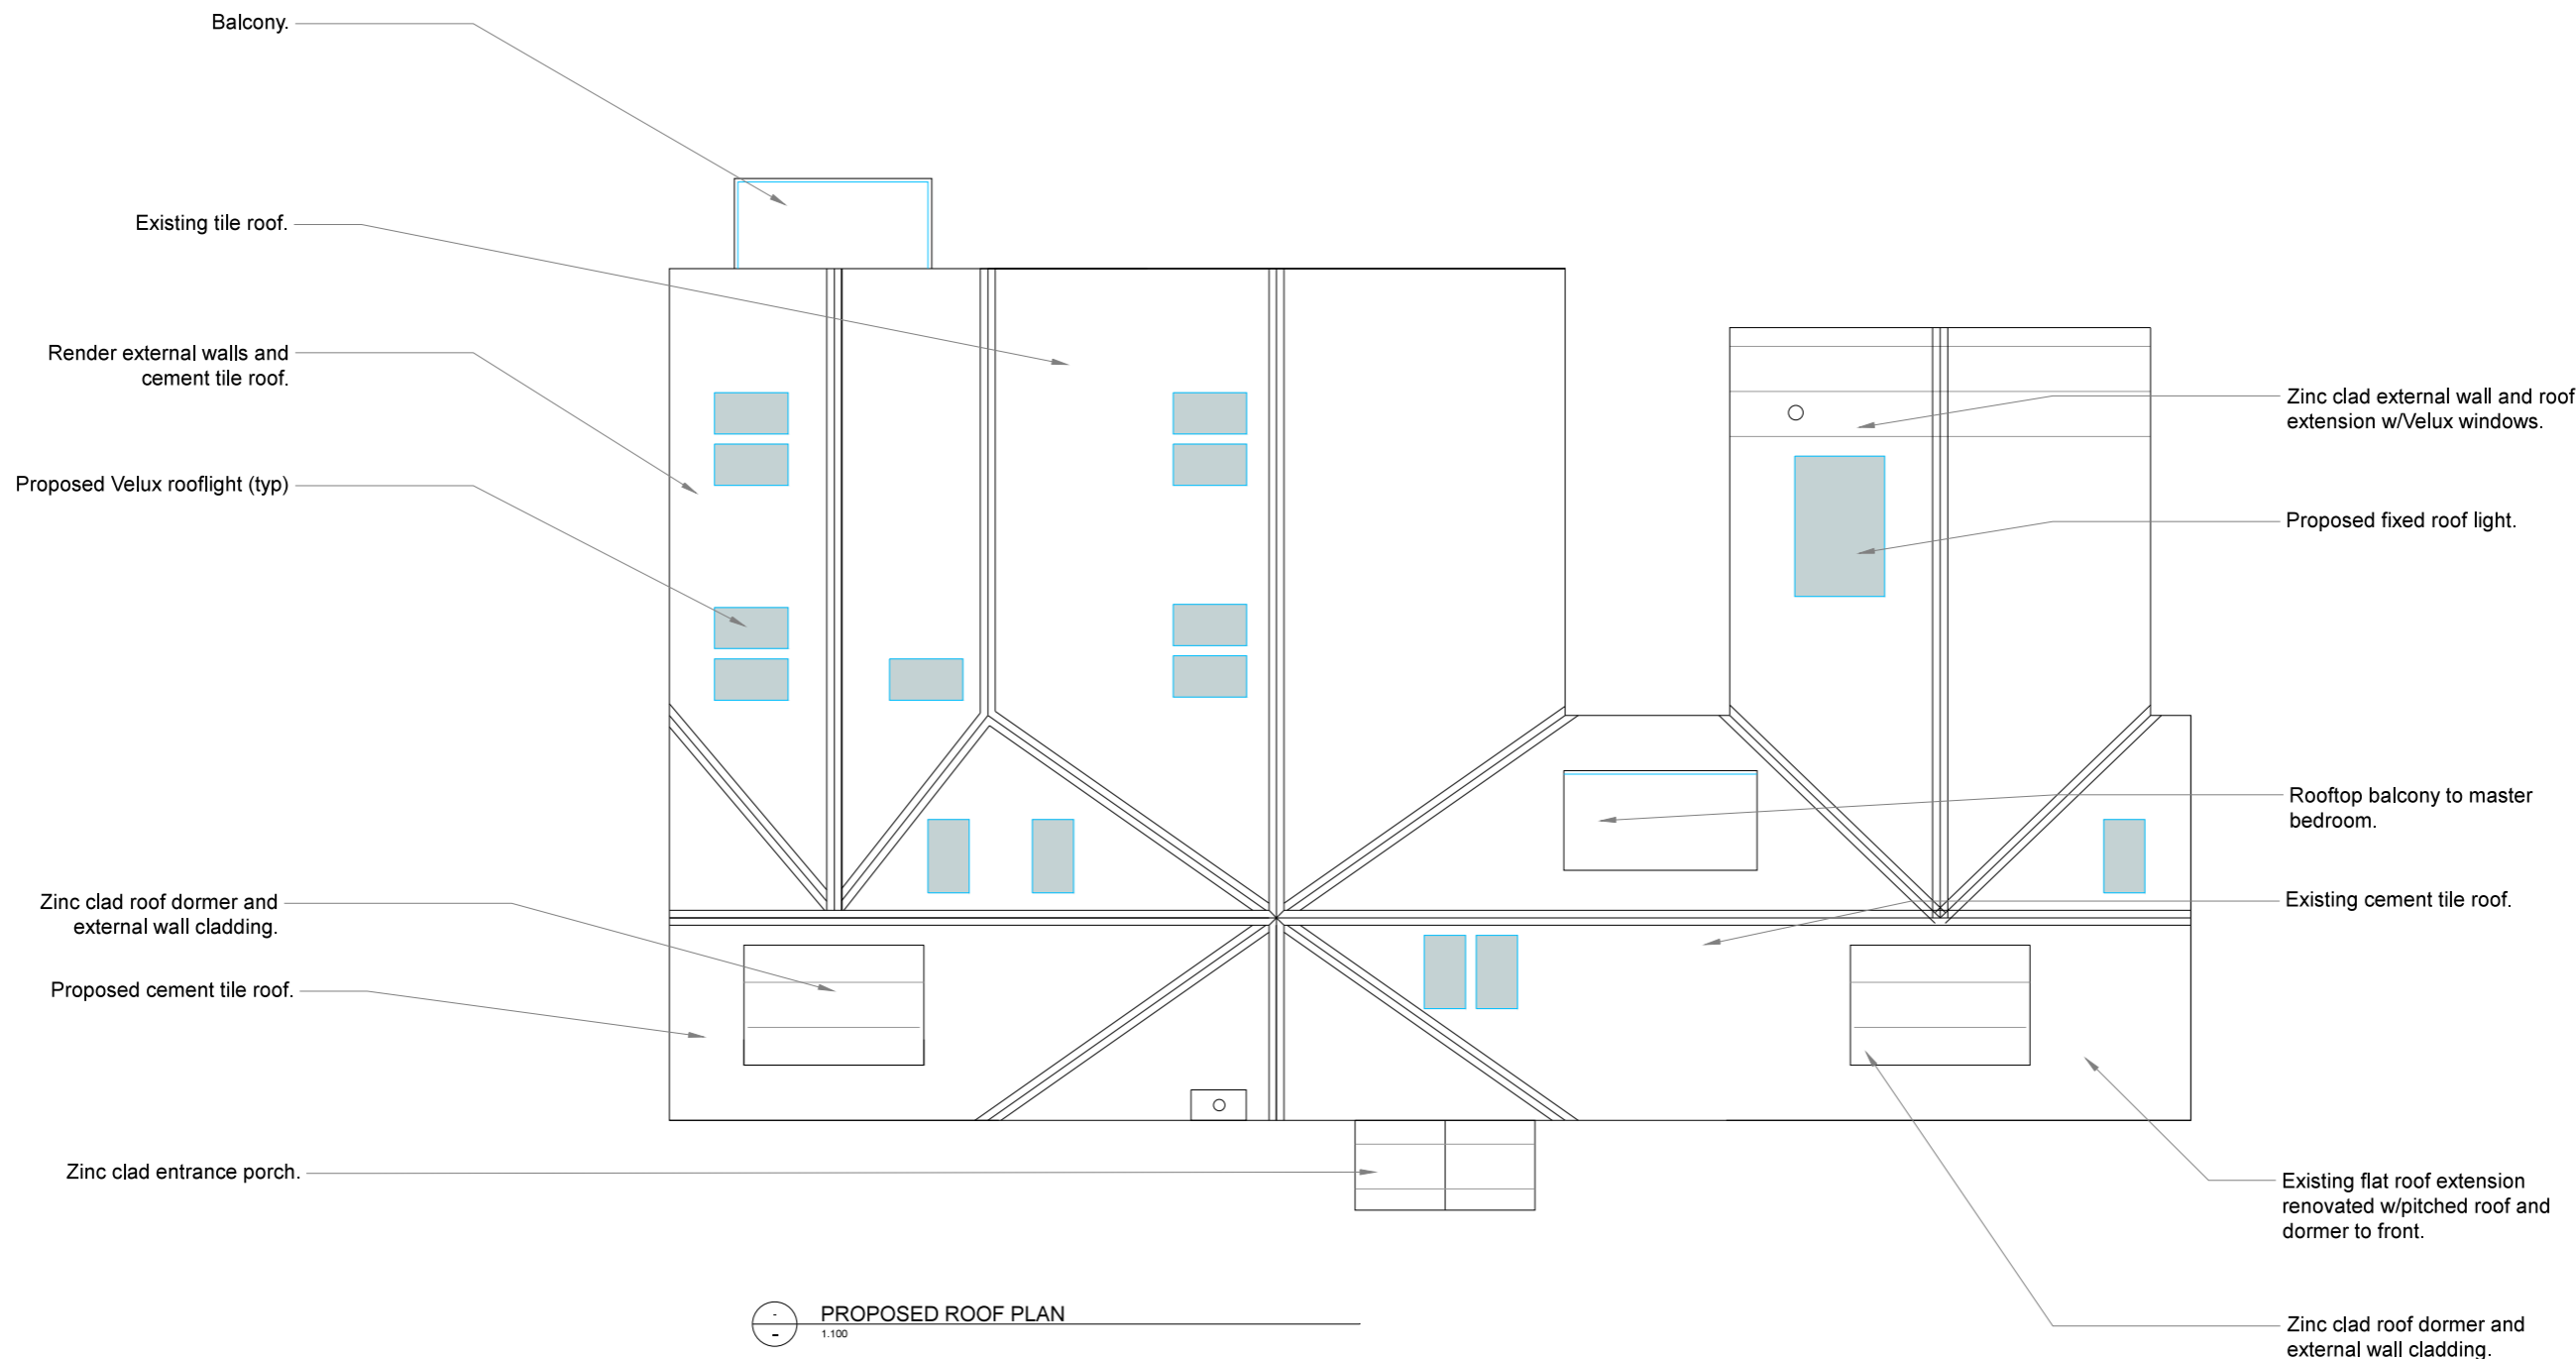 Balcony.
Existing tile roof.
Render external walls and
cement tile roof.
Proposed Velux rooflight (typ)
Zinc clad roof dormer and
external wall cladding.
Proposed cement tile roof.
Zinc clad entrance porch.
Zinc clad external wall and roof
extension w/Velux windows.
Proposed fixed roof light.
Rooftop balcony to master
bedroom.
Existing cement tile roof.
Existing flat roof extension
renovated w/pitched roof and
dormer to front.
Zinc clad roof dormer and
external wall cladding.
-
-
PROPOSED ROOF PLAN
1.100